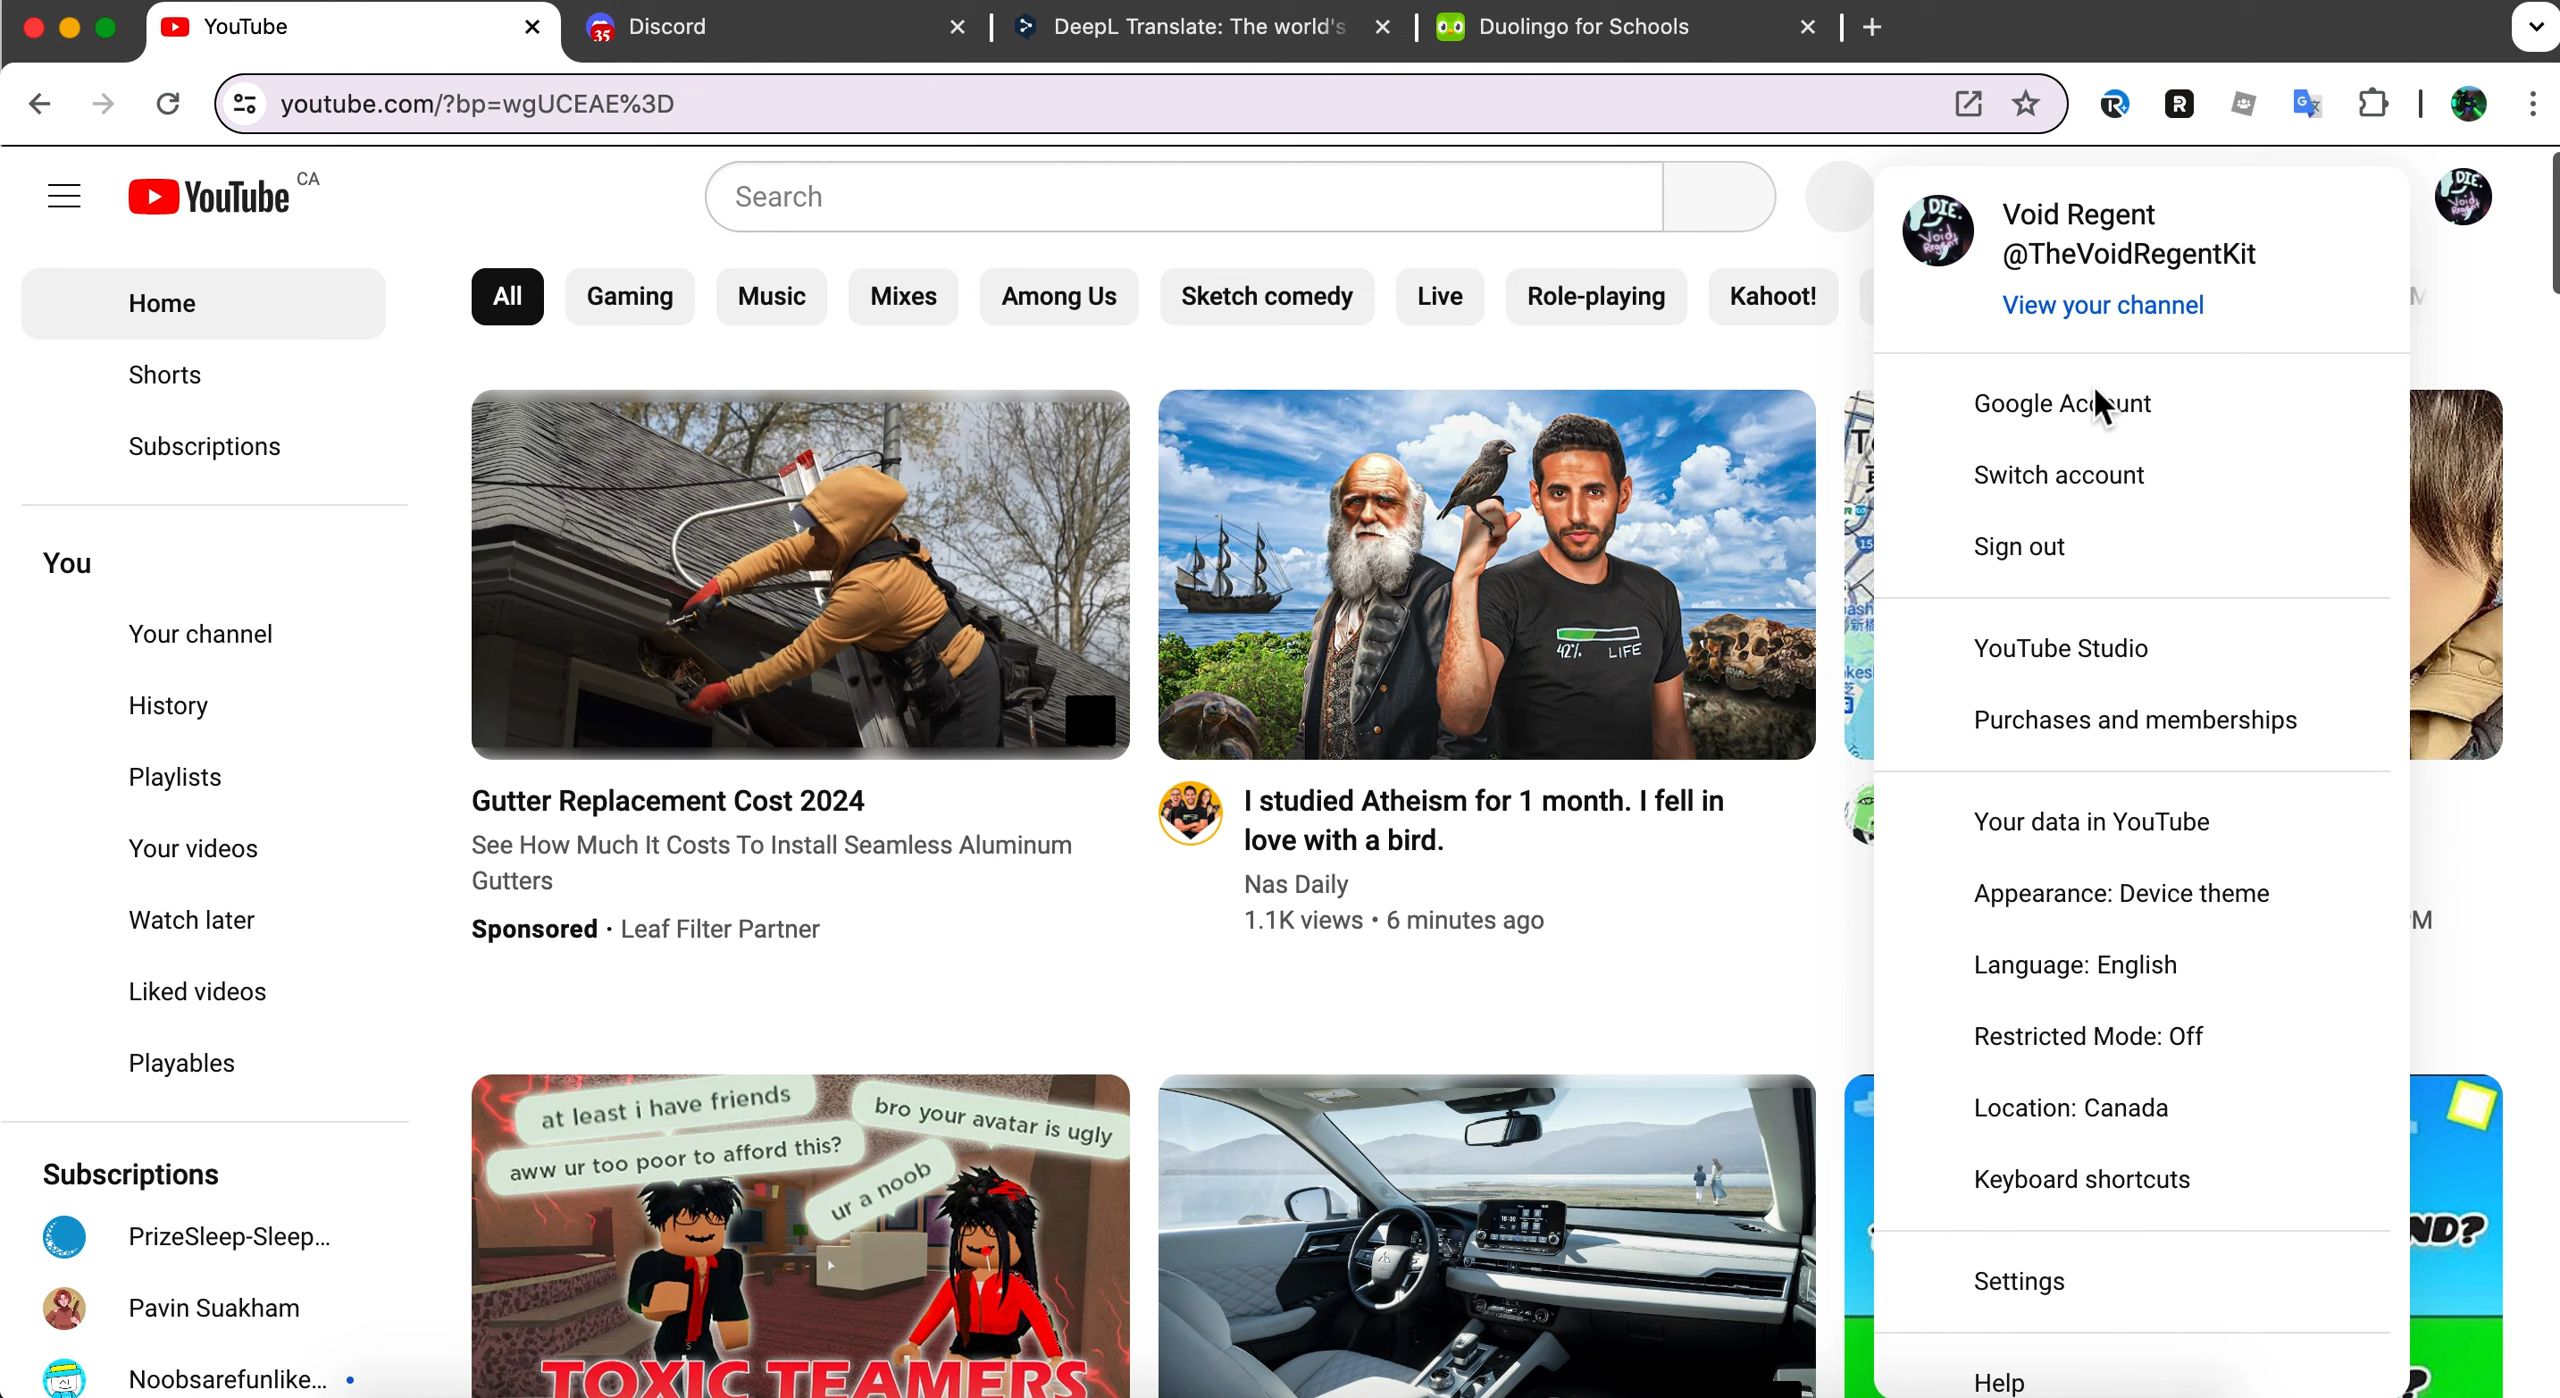 YouTube
35
Discord
DeepL Translate: The world's
Duolingo for Schools
youtube.com/?bp=wgUCEAE%3D
YouTube CA
Search
Home
Shorts
Subscriptions
You
Your channel
History
Playlists
Your videos
Watch later
Liked videos
Playables
Subscriptions
PrizeSleep-Sleep...
Pavin Suakham
Noobsarefunlike...
All
Gaming
Music
Mixes
Among Us
Sketch comedy
Live
Role-playing
Kahoot!
Gutter Replacement Cost 2024
See How Much It Costs To Install Seamless Aluminum
Gutters
Sponsored · Leaf Filter Partner
42% LIFE
I studied Atheism for 1 month. I fell in
love with a bird.
Nas Daily
1.1K views • 6 minutes ago
at least i have friends
bro your avatar is ugly
aww ur too poor to afford this?
ur a noob
TOXIC TEAMERS
DIE.
Void
Regent
Void Regent
@TheVoidRegentKit
View your channel
Google Account
Switch account
Sign out
YouTube Studio
Purchases and memberships
Your data in YouTube
Appearance: Device theme
Language: English
Restricted Mode: Off
Location: Canada
Keyboard shortcuts
Settings
Help
DIE.
Void
Regent